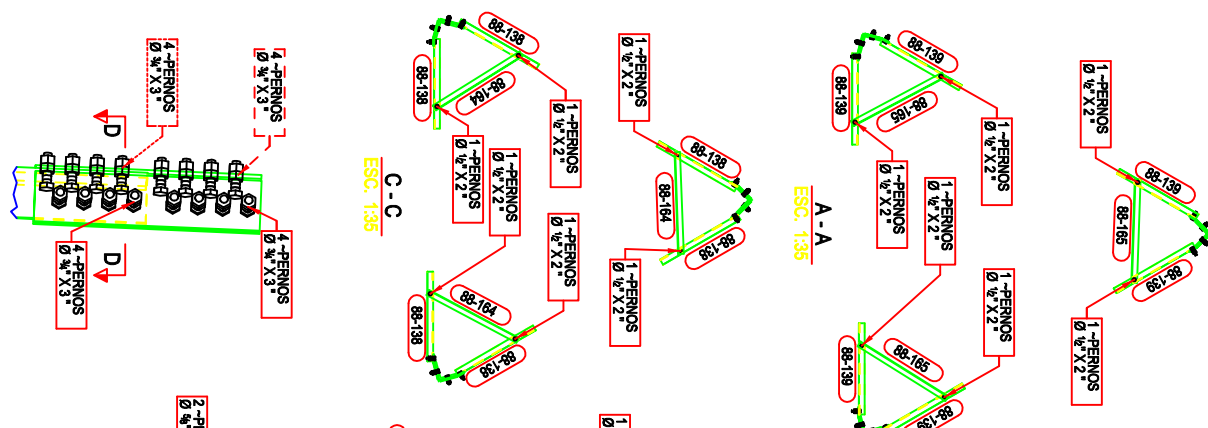 4 ~PERNOS
Ø ¾" X 3"
4 ~PERNOS
Ø ¾" X 3"
D
D
4 ~PERNOS
Ø ¾" X 3"
4 ~PERNOS
Ø ¾" X 3"
88-138
88-138
88-164
1 ~PERNOS
Ø ½" X 2"
1 ~PERNOS
Ø ½" X 2"
C - C
ESC. 1:35
1 ~PERNOS
Ø ½" X 2"
1 ~PERNOS
Ø ½" X 2"
88-164
88-138
88-138
1 ~PERNOS
Ø ½" X 2"
88-138
88-164
88-138
1 ~PERNOS
Ø ½" X 2"
88-139
88-139
88-165
1 ~PERNOS
Ø ½" X 2"
1 ~PERNOS
Ø ½" X 2"
A - A
ESC. 1:35
1 ~PERNOS
Ø ½" X 2"
1 ~PERNOS
Ø ½" X 2"
88-165
88-139
88-139
1 ~PERNOS
Ø ½" X 2"
88-139
88-165
88-139
1 ~PERNOS
Ø ½" X 2"
2
Ø
1
Ø